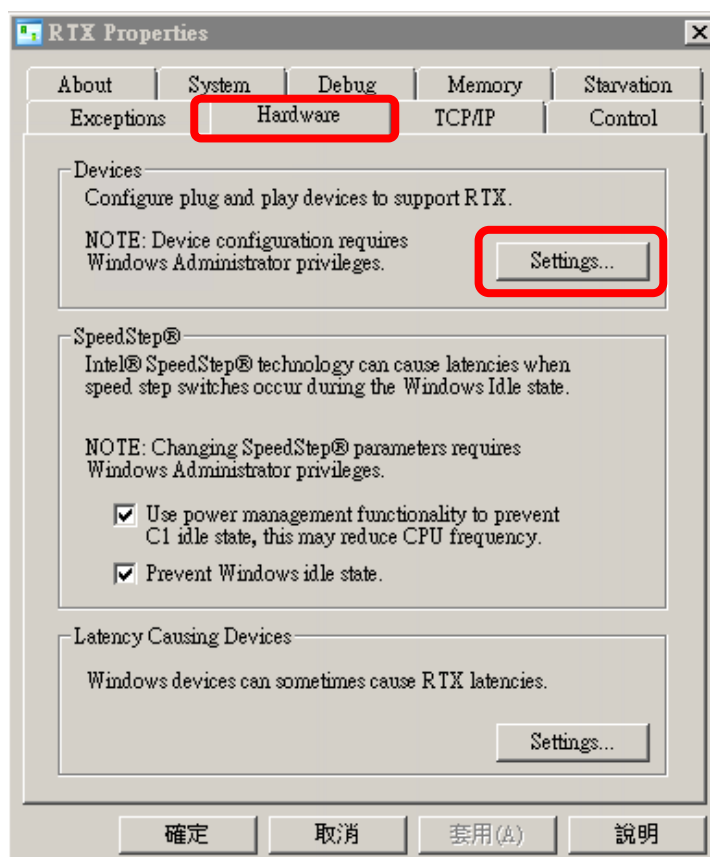 RTX Properties
About System Debug Memory Starvation
Exceptions Hardware TCP/IP Control
Devices
Configure plug and play devices to support RTX.
NOTE: Device configuration requires
Windows Administrator privileges.
Settings...
SpeedStep®
Intel® SpeedStep® technology can cause latencies when
speed step switches occur during the Windows Idle state.
NOTE: Changing SpeedStep® parameters requires
Windows Administrator privileges.
Use power management functionality to prevent
C1 idle state, this may reduce CPU frequency.
Prevent Windows idle state.
Latency Causing Devices
Windows devices can sometimes cause RTX latencies.
Settings...
確定 取消 套用(A) 說明